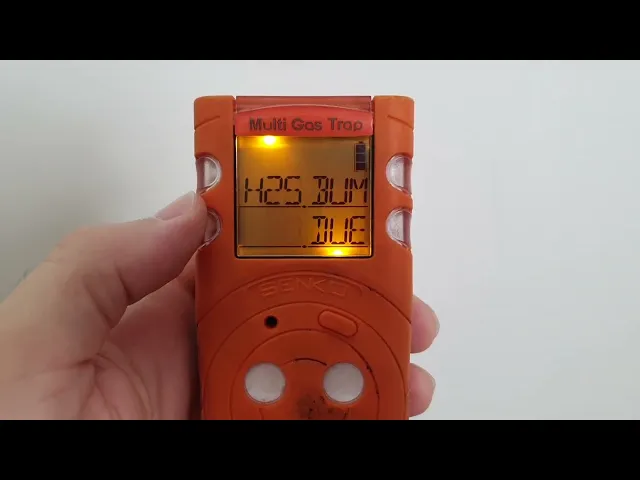 Multi Gas Trap
H2S.BUM
.DUE
SENKO